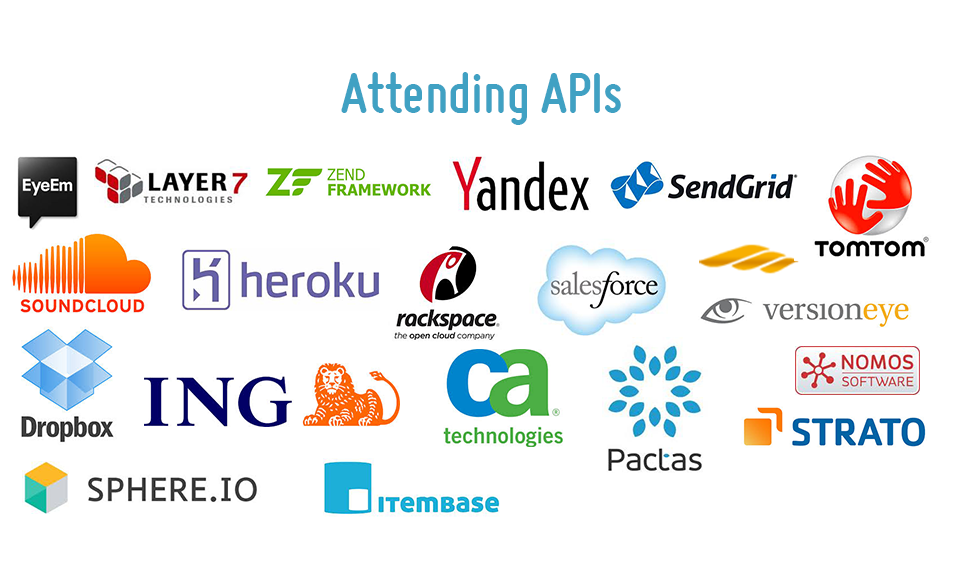 Attending APIs
EyeEm
LAYER 7
TECHNOLOGIES
ZEND
FRAMEWORK
Yandex
SendGrid
TOMTOM®
SOUNDCLOUD
heroku
rackspace.
the open cloud company
salesforce
versioneye
Dropbox
ING
ca
technologies
®
Pactas
NOMOS
SOFTWARE
STRATO
SPHERE.IO
ITEMBASE